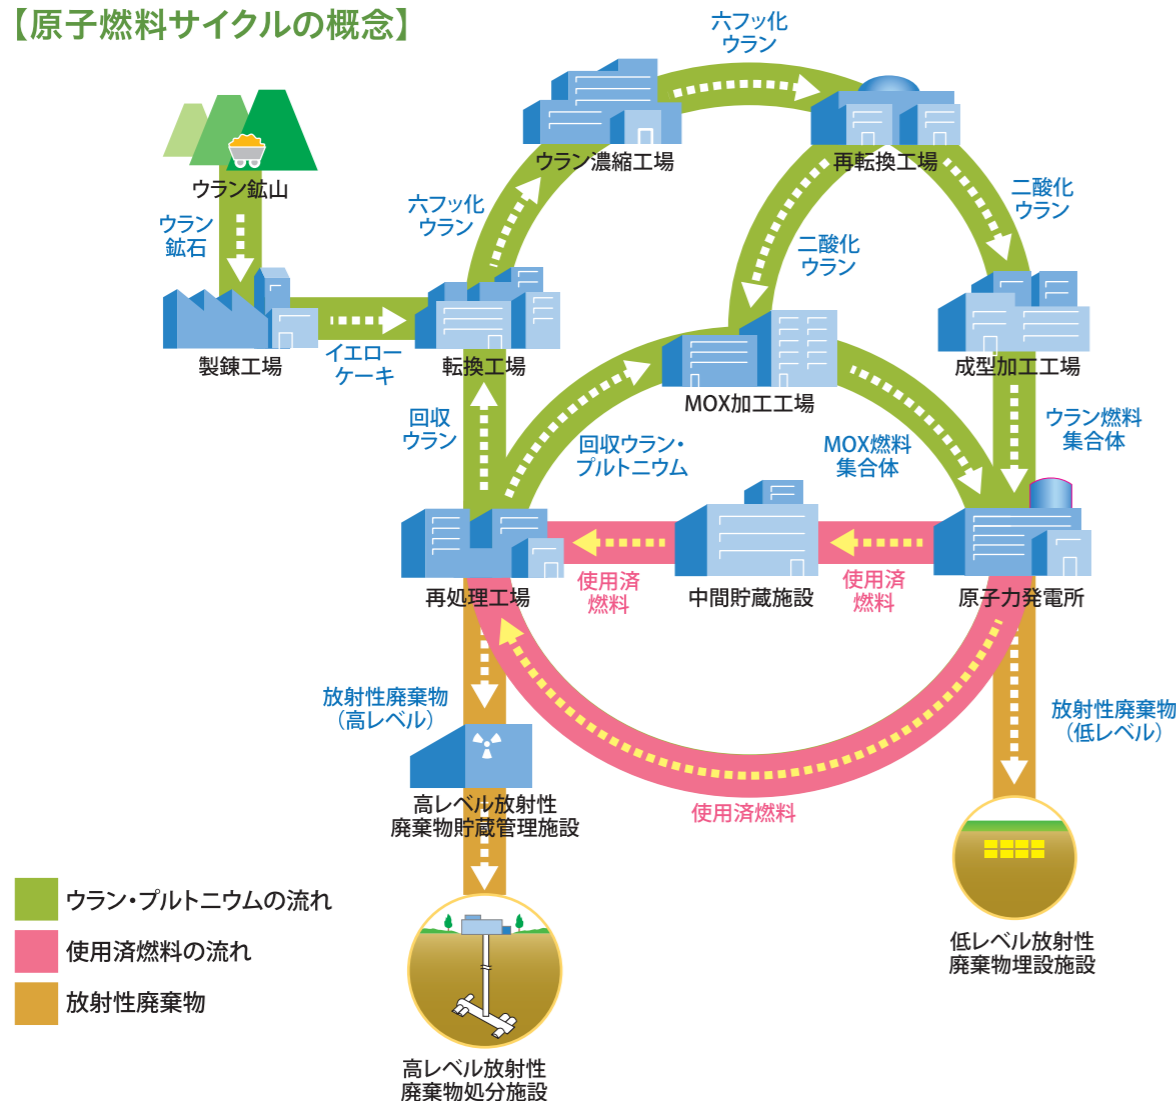 【原子燃料サイクルの概念】
六フッ化
ウラン
ウラン濃縮工場
再転換工場
ウラン鉱山
ウラン
鉱石
六フッ化
ウラン
二酸化
ウラン
二酸化
ウラン
製錬工場
イエロー
ケーキ
転換工場
成型加工工場
MOX加工工場
回収
ウラン
回収ウラン・
プルトニウム
MOX燃料
集合体
ウラン燃料
集合体
再処理工場
使用済
燃料
中間貯蔵施設
使用済
燃料
原子力発電所
放射性廃棄物
（高レベル）
放射性廃棄物
（低レベル）
高レベル放射性
廃棄物貯蔵管理施設
使用済燃料
ウラン・プルトニウムの流れ
使用済燃料の流れ
放射性廃棄物
低レベル放射性
廃棄物埋設施設
高レベル放射性
廃棄物処分施設